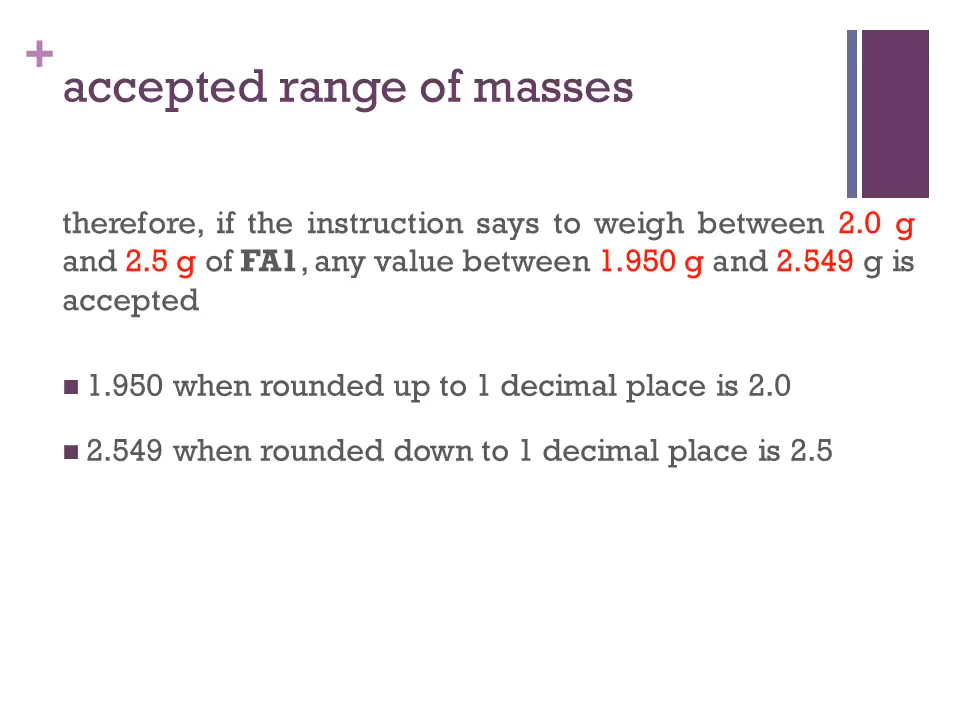 +
accepted range of masses
therefore, if the instruction says to weigh between 2.0 g
and 2.5 g of FA1, any value between 1.950 g and 2.549 g is
accepted
■ 1.950 when rounded up to 1 decimal place is 2.0
■ 2.549 when rounded down to 1 decimal place is 2.5